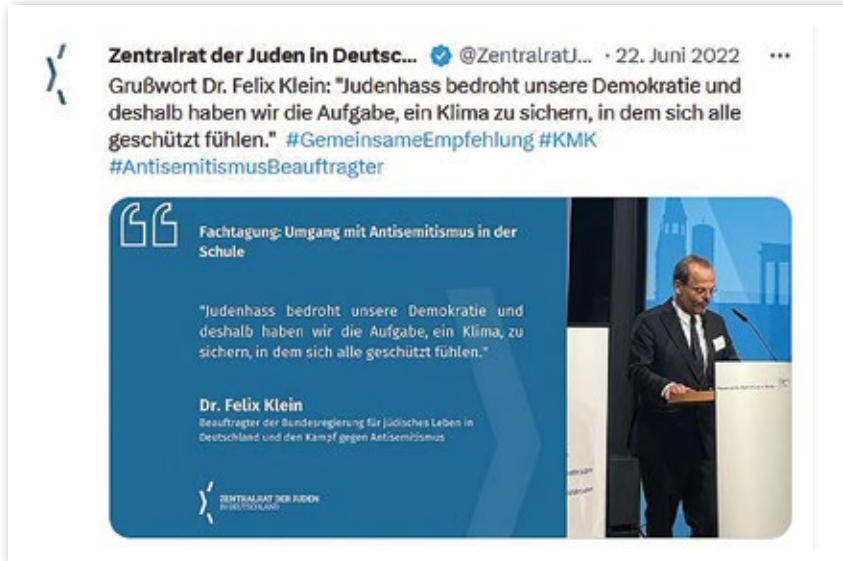 Zentralrat der Juden in Deutsc... @ZentralratJ... · 22. Juni 2022 ···
Grußwort Dr. Felix Klein: "Judenhass bedroht unsere Demokratie und
deshalb haben wir die Aufgabe, ein Klima zu sichern, in dem sich alle
geschützt fühlen." #GemeinsameEmpfehlung #KMK
#AntisemitismusBeauftragter
Fachtagung: Umgang mit Antisemitismus in der
Schule
"Judenhass bedroht unsere Demokratie und
deshalb haben wir die Aufgabe, ein Klima, zu
sichern, in dem sich alle geschützt fühlen."
Dr. Felix Klein
Beauftragter der Bundesregierung für jüdisches Leben in
Deutschland und den Kampf gegen Antisemitismus
ZENTRALRAT DER JUDEN
IN DEUTSCHLAND